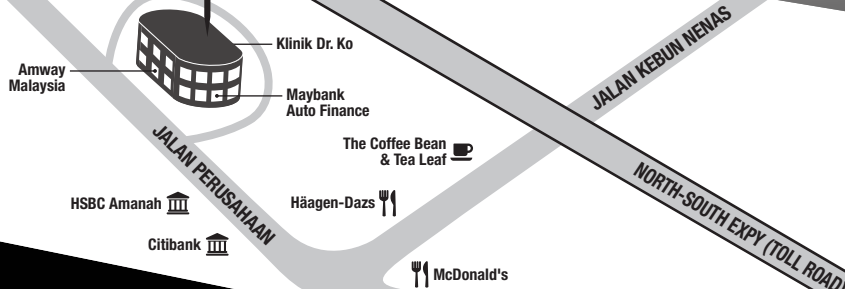 Klinik Dr. Ko
Amway
Malaysia
Maybank
Auto Finance
JALAN KEBUN NENAS
The Coffee Bean
& Tea Leaf
JALAN PERUSAHAAN
NORTH-SOUTH EXPY (TOLL ROAD)
HSBC Amanah
Häagen-Dazs
Citibank
McDonald's